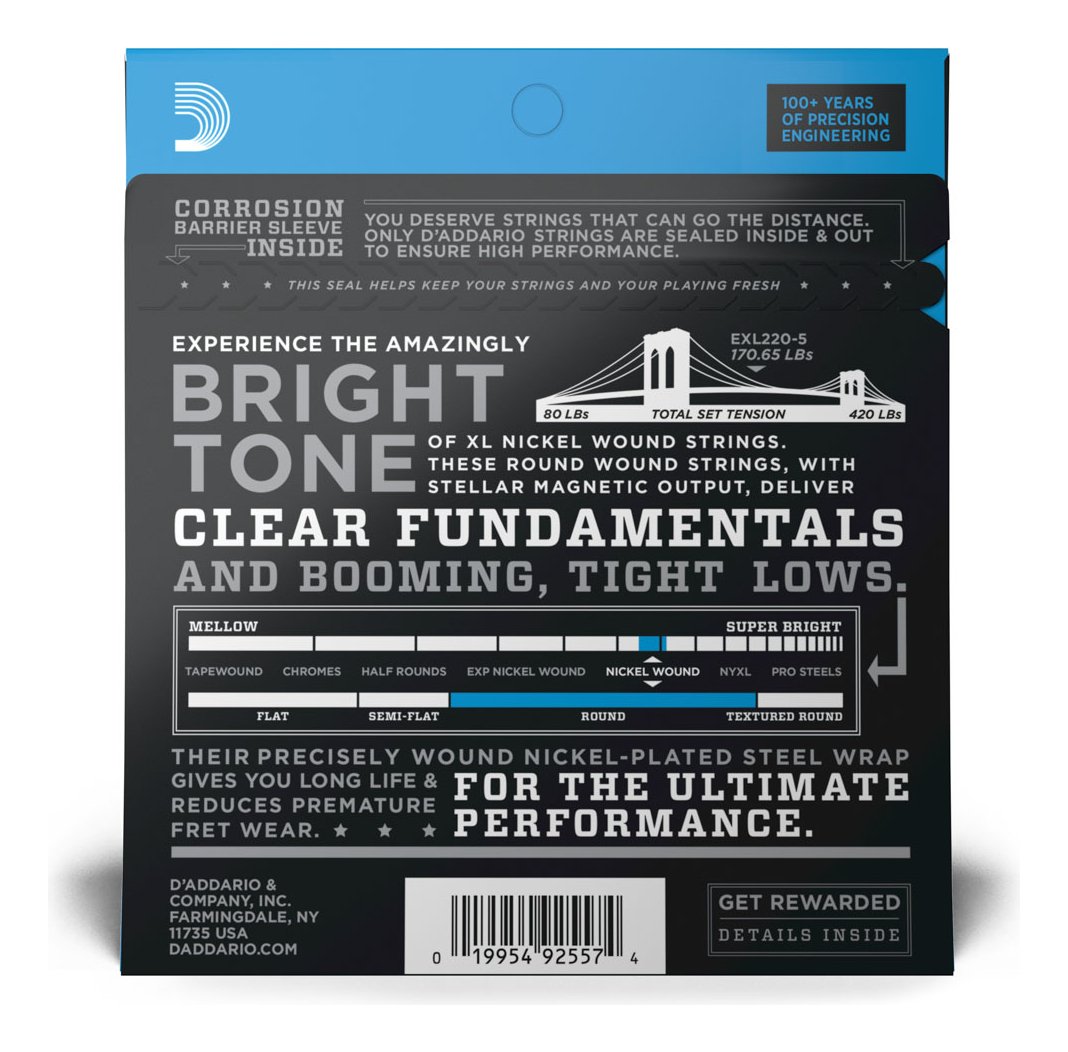 100+ YEARS
OF PRECISION
ENGINEERING
CORROSION
BARRIER SLEEVE
INSIDE
YOU DESERVE STRINGS THAT CAN GO THE DISTANCE.
ONLY D'ADDARIO STRINGS ARE SEALED INSIDE & OUT
TO ENSURE HIGH PERFORMANCE.
THIS SEAL HELPS KEEP YOUR STRINGS AND YOUR PLAYING FRESH
EXPERIENCE THE AMAZINGLY
BRIGHT
TONE
EXL220-5
170.65 LBs
80 LBs TOTAL SET TENSION 420 LBs
OF XL NICKEL WOUND STRINGS.
THESE ROUND WOUND STRINGS, WITH
STELLAR MAGNETIC OUTPUT, DELIVER
CLEAR FUNDAMENTALS
AND BOOMING, TIGHT LOWS.
MELLOW SUPER BRIGHT
TAPEWOUND CHROMES HALF ROUNDS EXP NICKEL WOUND NICKEL WOUND NYXL PRO STEELS
FLAT SEMI-FLAT ROUND TEXTURED ROUND
THEIR PRECISELY WOUND NICKEL-PLATED STEEL WRAP
GIVES YOU LONG LIFE &
REDUCES PREMATURE
FRET WEAR.
FOR THE ULTIMATE
PERFORMANCE.
D'ADDARIO &
COMPANY, INC.
FARMINGDALE, NY
11735 USA
DADDARIO.COM
0 19954 92557 4
GET REWARDED
DETAILS INSIDE